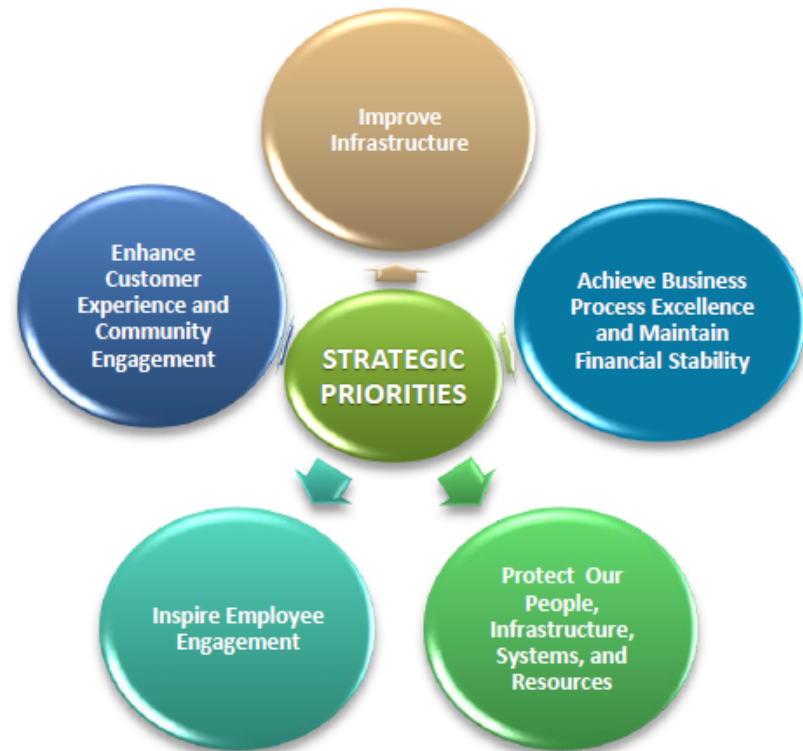 Improve
Infrastructure
Enhance
Customer
Experience and
Community
Engagement
Achieve Business
Process Excellence
and Maintain
Financial Stability
STRATEGIC
PRIORITIES
Inspire Employee
Engagement
Protect Our
People,
Infrastructure,
Systems, and
Resources